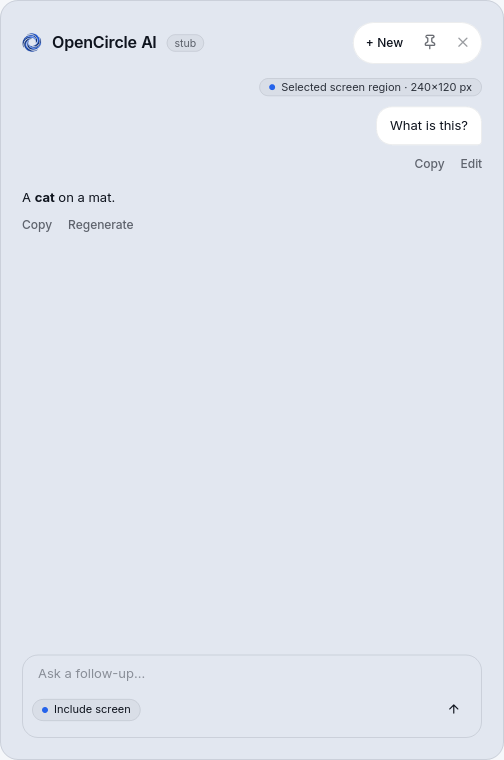 OpenCircle AI stub + New
Selected screen region · 240×120 px
What is this?
Copy Edit
A cat on a mat.
Copy Regenerate
Ask a follow-up...
Include screen